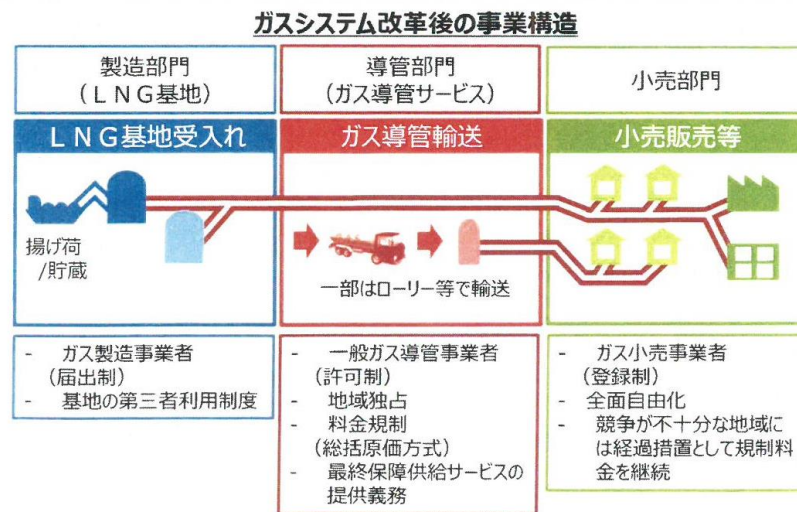 ガスシステム改革後の事業構造
製造部門
（ＬＮＧ基地）
導管部門
（ガス導管サービス）
小売部門
ＬＮＧ基地受入れ
ガス導管輸送
小売販売等
揚げ荷
/貯蔵
一部はローリー等で輸送
- ガス製造事業者
（届出制）
- 基地の第三者利用制度
- 一般ガス導管事業者
（許可制）
- 地域独占
- 料金規制
（総括原価方式）
- 最終保障供給サービスの
提供義務
- ガス小売事業者
（登録制）
- 全面自由化
- 競争が不十分な地域に
は経過措置として規制料
金を継続